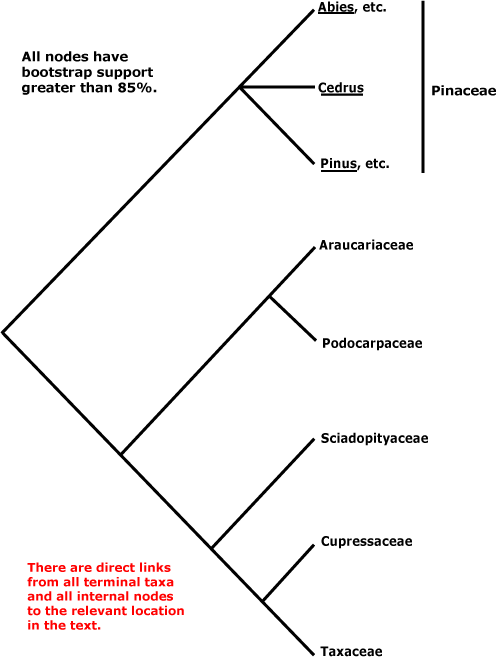 Abies, etc.
All nodes have
bootstrap support
greater than 85%.
Cedrus
Pinaceae
Pinus, etc.
Araucariaceae
Podocarpaceae
Sciadopityaceae
Cupressaceae
There are direct links
from all terminal taxa
and all internal nodes
to the relevant location
in the text.
Taxaceae